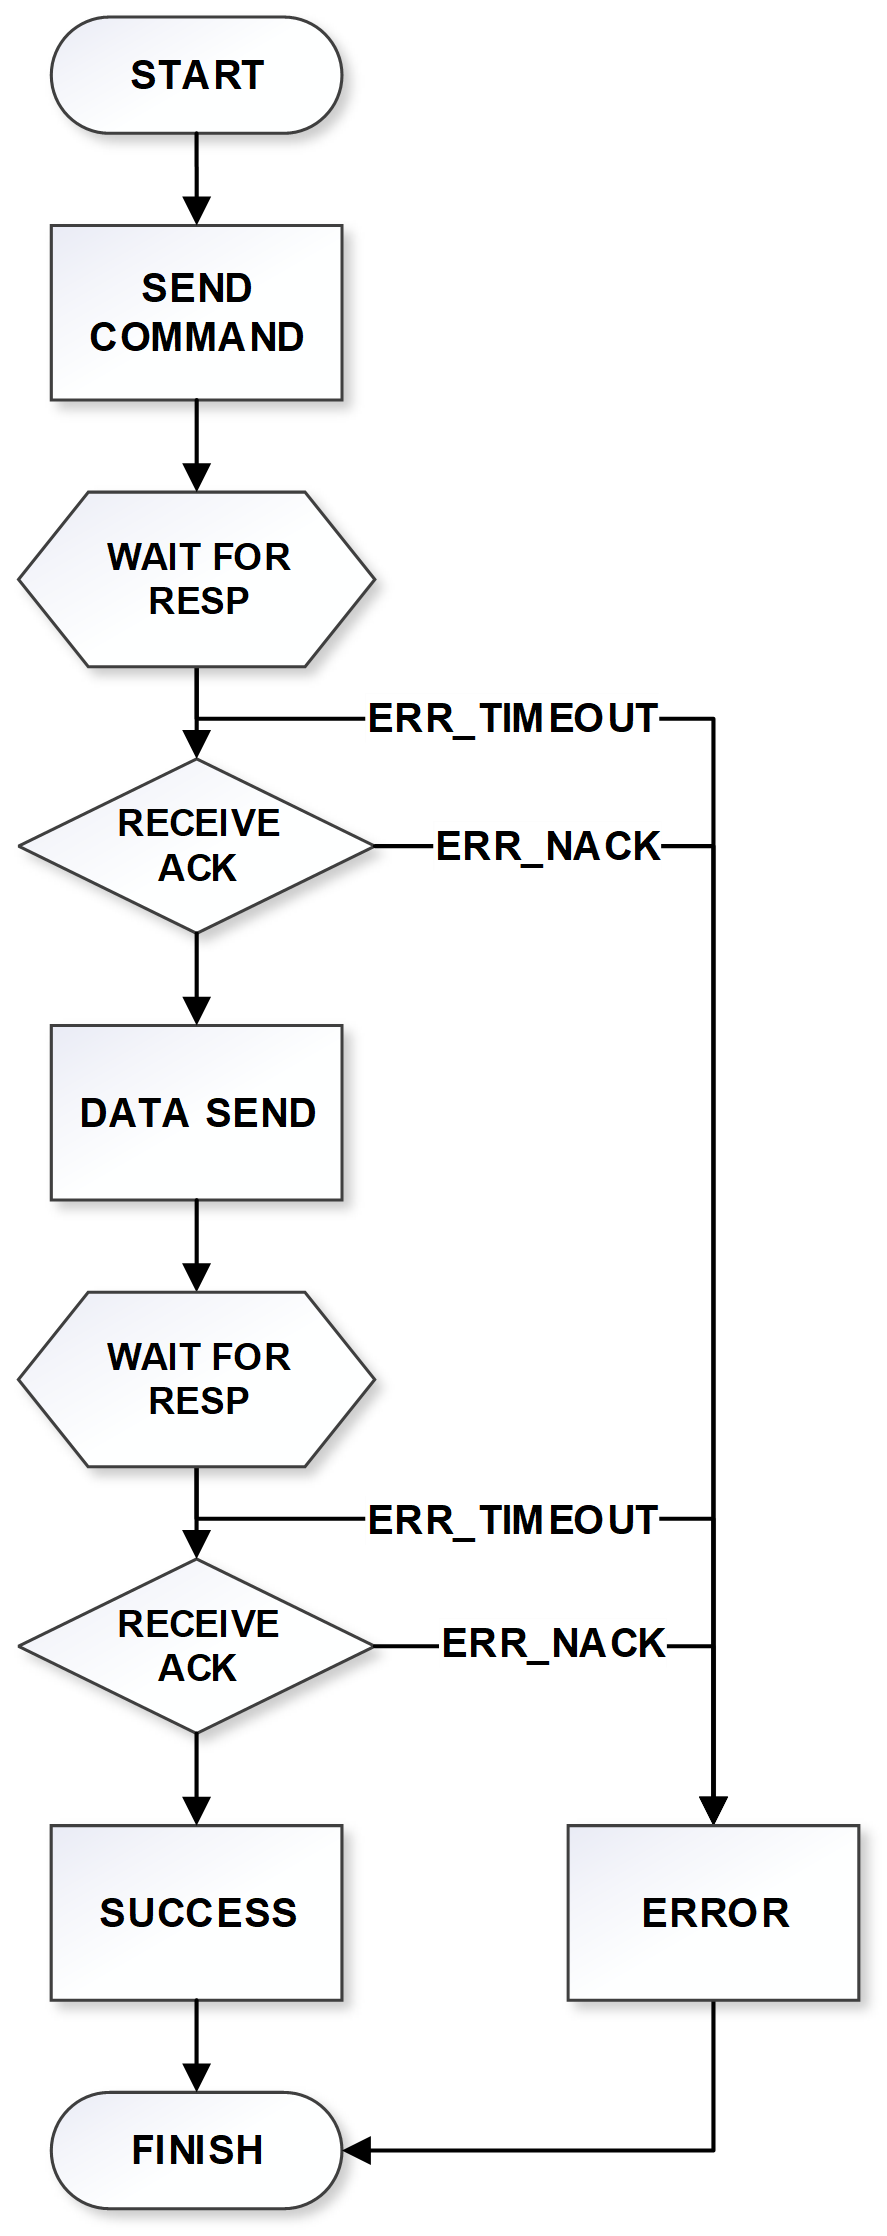 START
SEND
COMMAND
WAIT FOR
RESP
ERR_TIMEOUT
RECEIVE
ACK
ERR_NACK
DATA SEND
WAIT FOR
RESP
ERR_TIMEOUT
RECEIVE
ACK
ERR_NACK
SUCCESS
ERROR
FINISH